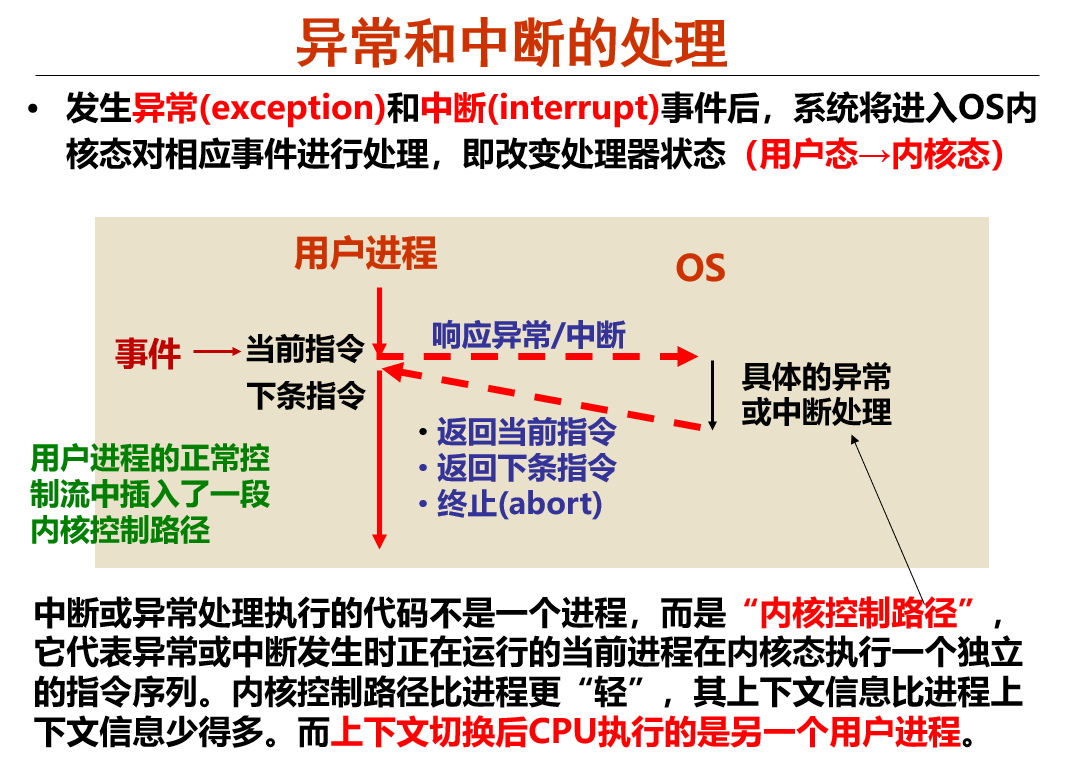 异常和中断的处理
• 发生异常(exception)和中断(interrupt)事件后，系统将进入OS内
核态对相应事件进行处理，即改变处理器状态（用户态→内核态）
用户进程
OS
响应异常/中断
事件
当前指令
下条指令
具体的异常
或中断处理
• 返回当前指令
• 返回下条指令
• 终止(abort)
用户进程的正常控
制流中插入了一段
内核控制路径
中断或异常处理执行的代码不是一个进程，而是“内核控制路径”，
它代表异常或中断发生时正在运行的当前进程在内核态执行一个独立
的指令序列。内核控制路径比进程更“轻”，其上下文信息比进程上
下文信息少得多。而上下文切换后CPU执行的是另一个用户进程。